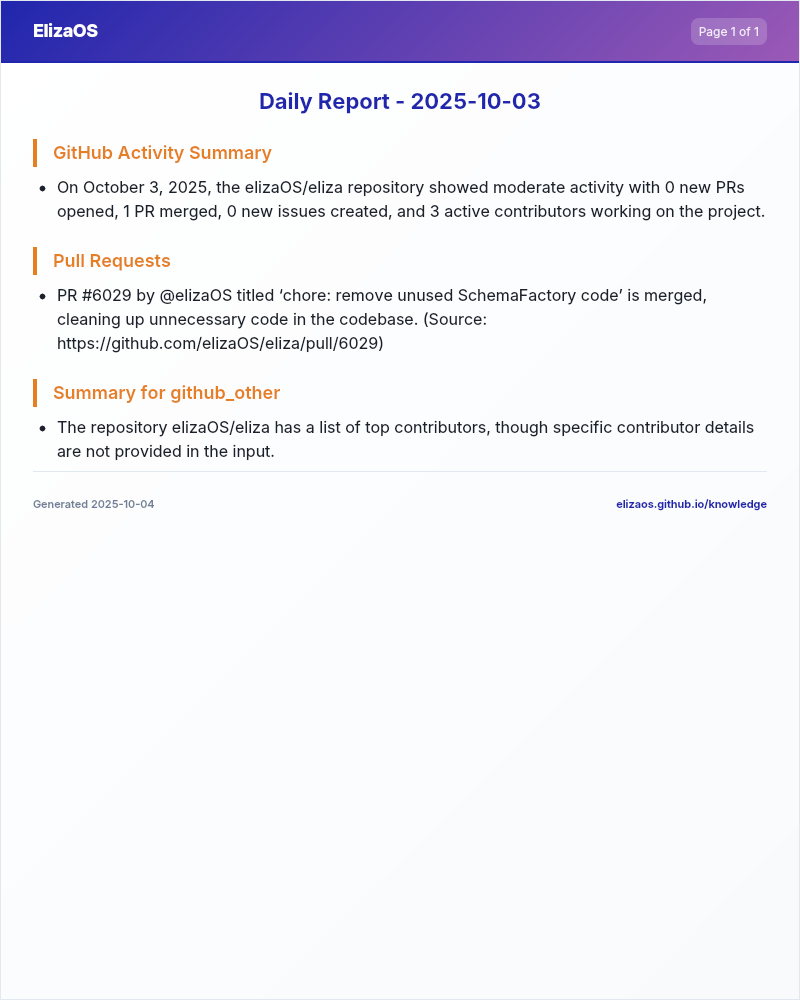 ElizaOS
Page 1 of 1
Daily Report - 2025-10-03
GitHub Activity Summary
• On October 3, 2025, the elizaOS/eliza repository showed moderate activity with 0 new PRs
opened, 1 PR merged, 0 new issues created, and 3 active contributors working on the project.
Pull Requests
• PR #6029 by @elizaOS titled ‘chore: remove unused SchemaFactory code’ is merged,
cleaning up unnecessary code in the codebase. (Source:
https://github.com/elizaOS/eliza/pull/6029)
Summary for github_other
• The repository elizaOS/eliza has a list of top contributors, though specific contributor details
are not provided in the input.
Generated 2025-10-04
elizaos.github.io/knowledge